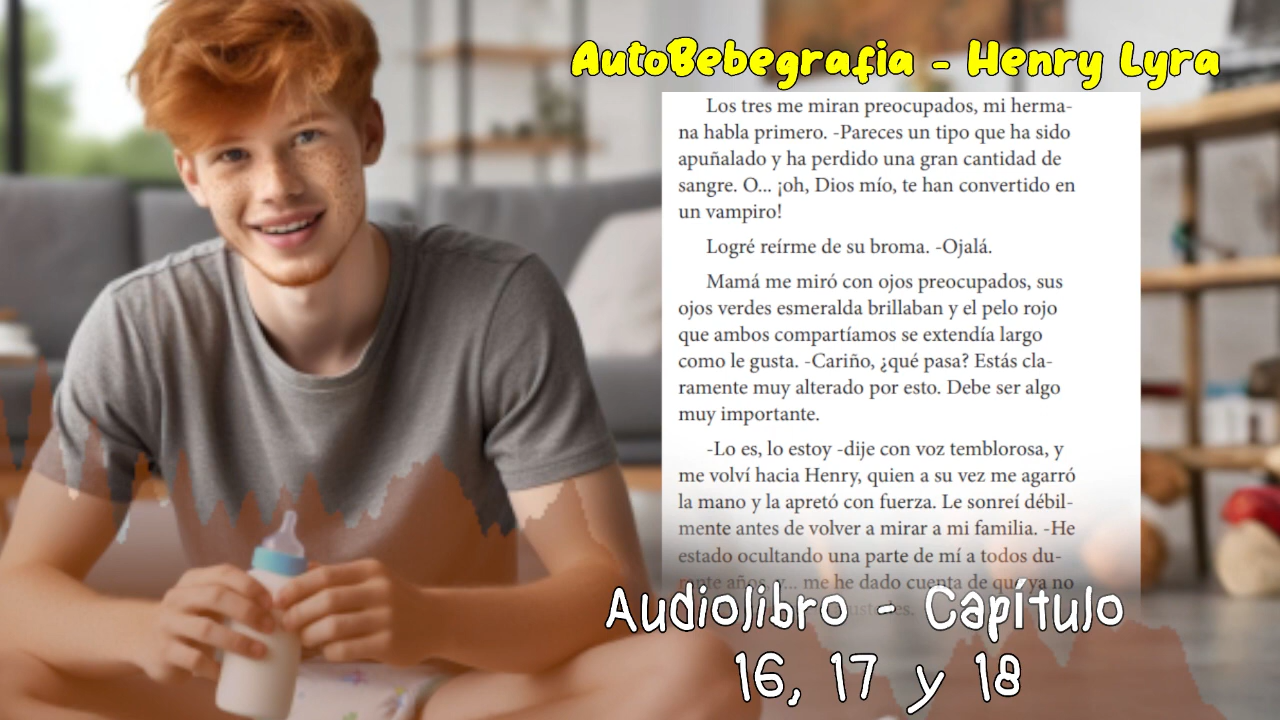 AutoBebegrafia - Henry Lyra
Los tres me miran preocupados, mi herma-
na habla primero. -Pareces un tipo que ha sido
apuñalado y ha perdido una gran cantidad de
sangre. O... ¡oh, Dios mío, te han convertido en
un vampiro!
Logré reírme de su broma. -Ojalá.
Mamá me miró con ojos preocupados, sus
ojos verdes esmeralda brillaban y el pelo rojo
que ambos compartíamos se extendía largo
como le gusta. -Cariño, ¿qué pasa? Estás cla-
ramente muy alterado por esto. Debe ser algo
muy importante.
-Lo es, lo estoy -dije con voz temblorosa, y
me volví hacia Henry, quien a su vez me agarró
la mano y la apretó con fuerza. Le sonreí débil-
mente antes de volver a mirar a mi familia. -He
estado ocultando una parte de mí a todos du-
rante años, y... me he dado cuenta de que ya no
Audiolibro - Capítulo
16, 17 y 18